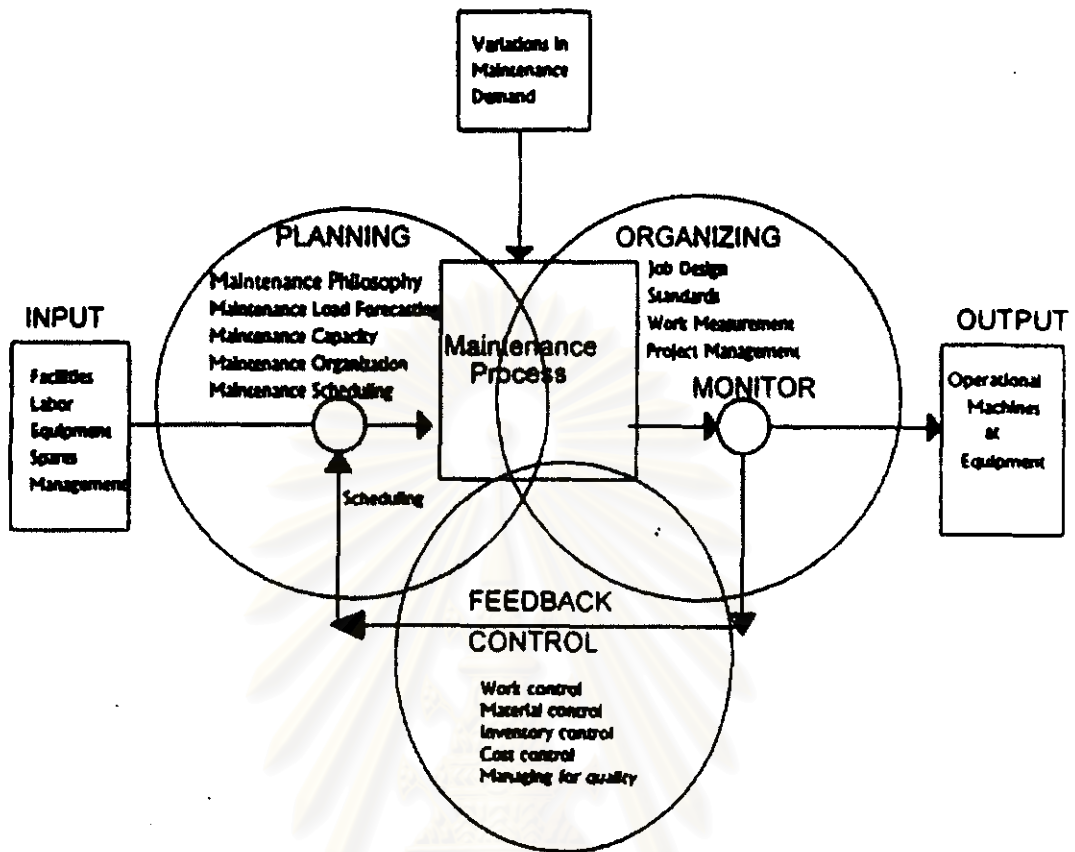 Variations in
Maintenance
Demand
PLANNING
Maintenance Philosophy
Maintenance Load Forecasting
Maintenance Capacity
Maintenance Organization
Maintenance Scheduling
ORGANIZING
Job Design
Standards
Work Measurement
Project Management
MONITOR
INPUT
Facilities
Labor
Equipment
Spares
Management
Maintenance
Process
OUTPUT
Operational
Machines
&
Equipment
Scheduling
FEEDBACK
CONTROL
Work control
Material control
Inventory control
Cost control
Managing for quality